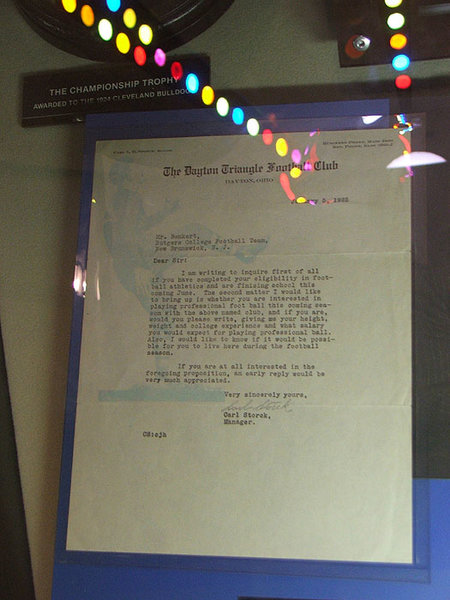 THE CHAMPIONSHIP TROPHY
AWARDED TO THE 1924 CLEVELAND BULLDOGS
The Dayton Triangle Football Club
DAYTON, OHIO
5, 1925
Mr. Benkert,
Rutgers College Football Team,
New Brunswick, N. J.
Dear Sir:
I am writing to inquire first of all
if you have completed your eligibility in foot-
ball athletics and are finising school this
coming June. The second matter I would like
to bring up is whether you are interested in
playing professional foot ball this coming sea-
son with the above named club, and if you are,
would you please write, giving me your height,
weight and college experience and what salary
you would expect for playing professional ball.
Also, I would like to know if it would be possi-
ble for you to live here during the football
season.
If you are at all interested in the
foregoing proposition, an early reply would be
very much appreciated.
Very sincerely yours,
Carl Storck
Carl Storck,
Manager.
CS:ejh